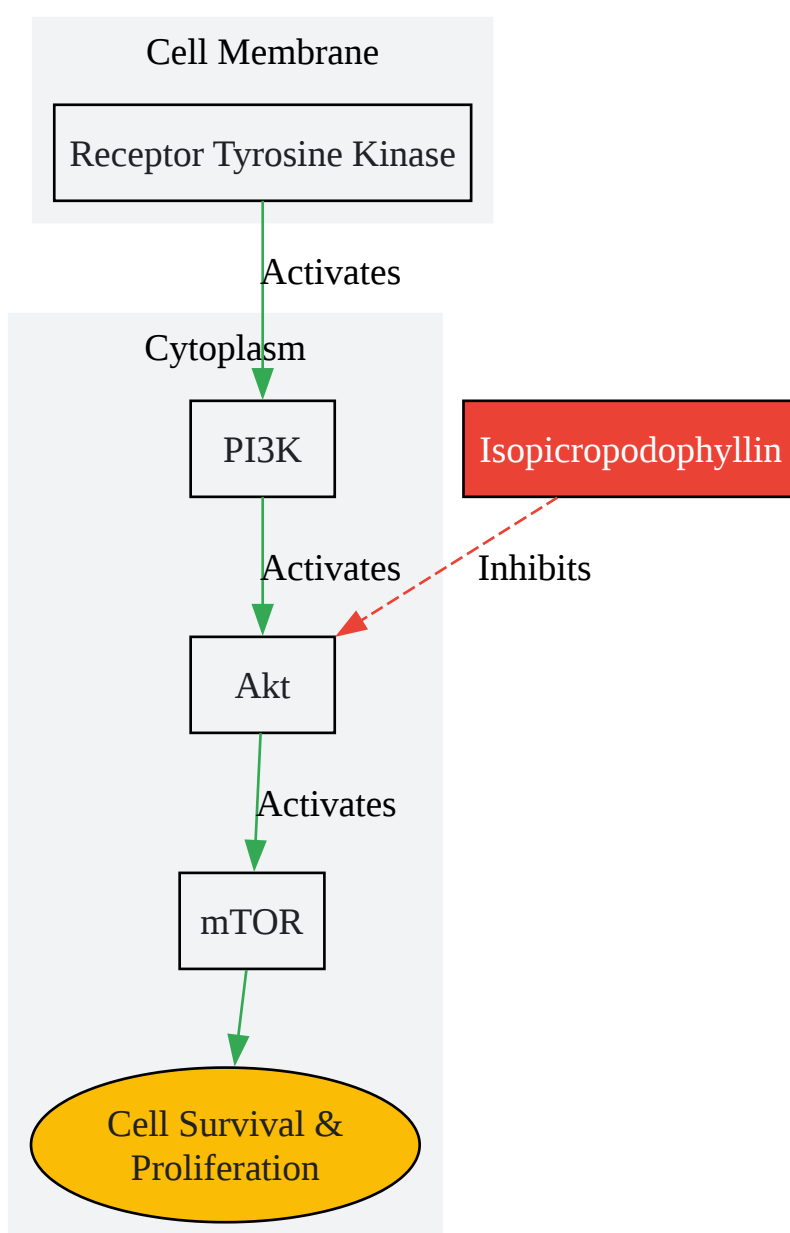 Cell Membrane
Receptor Tyrosine Kinase
Activates
Cytoplasm
PI3K
Isopicropodophyllin
Activates
Inhibits
Akt
Activates
mTOR
Cell Survival &
Proliferation